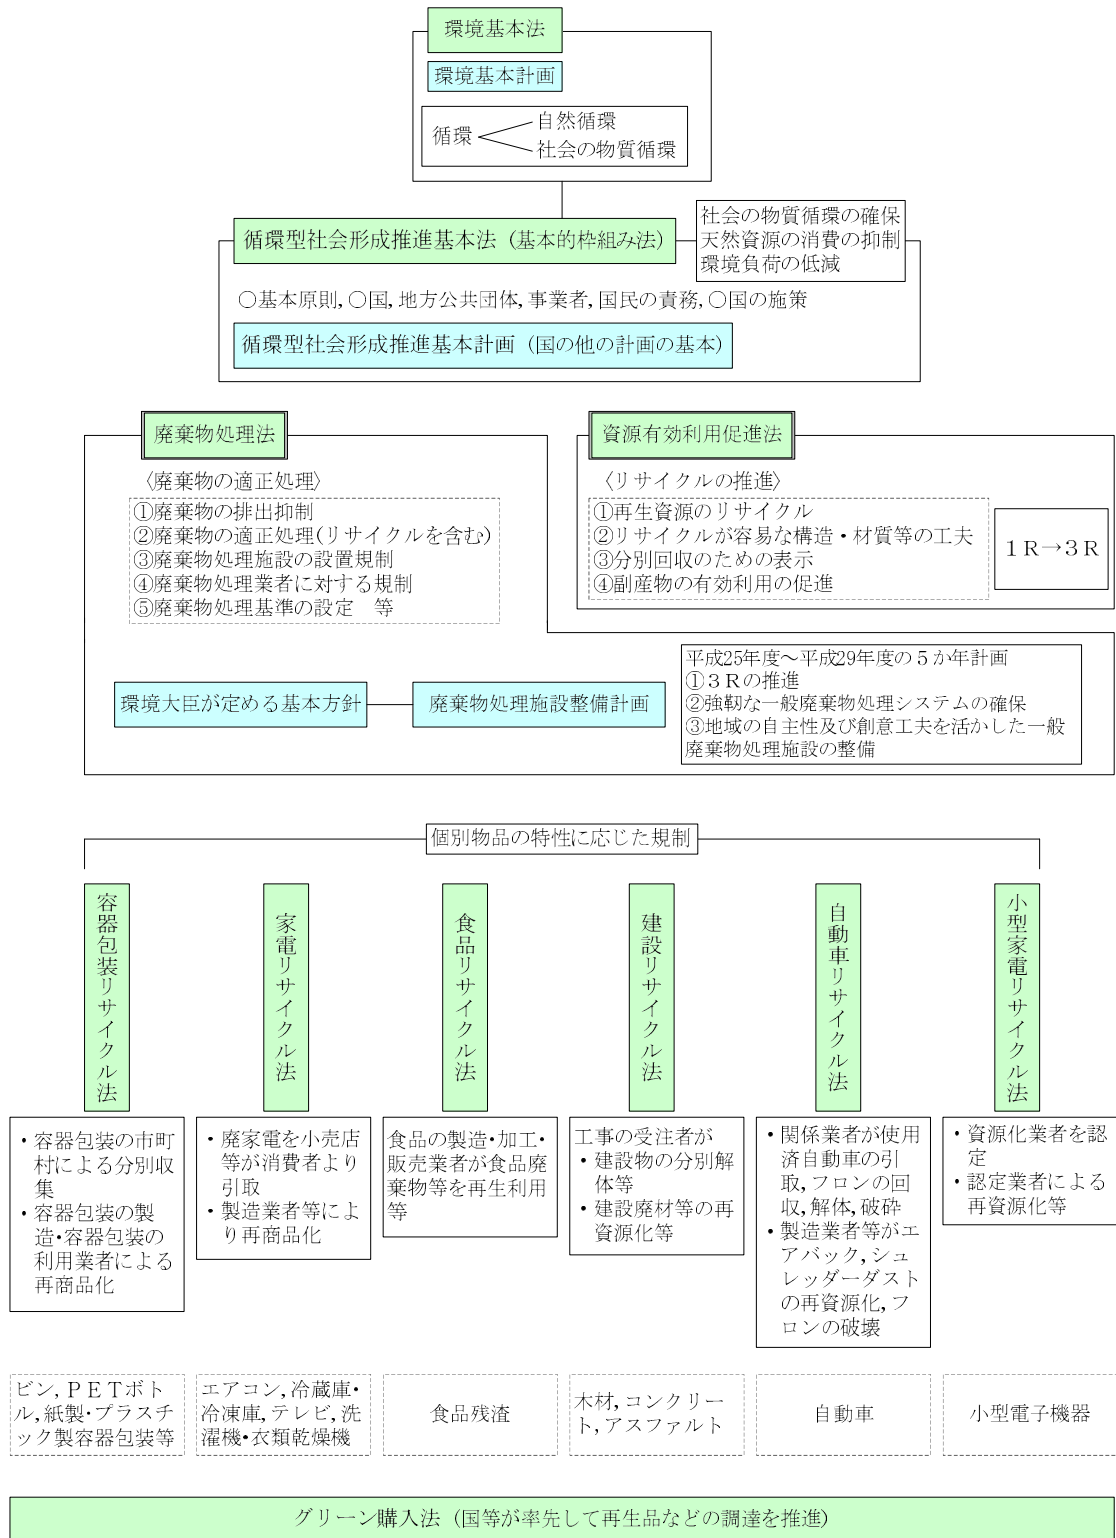 環境基本法
環境基本計画
循環
自然循環
社会の物質循環
循環型社会形成推進基本法（基本的枠組み法）
社会の物質循環の確保
天然資源の消費の抑制
環境負荷の低減
○基本原則,○国,地方公共団体,事業者,国民の責務,○国の施策
循環型社会形成推進基本計画（国の他の計画の基本）
廃棄物処理法
〈廃棄物の適正処理〉
①廃棄物の排出抑制
②廃棄物の適正処理(リサイクルを含む)
③廃棄物処理施設の設置規制
④廃棄物処理業者に対する規制
⑤廃棄物処理基準の設定　等
資源有効利用促進法
〈リサイクルの推進〉
①再生資源のリサイクル
②リサイクルが容易な構造・材質等の工夫
③分別回収のための表示
④副産物の有効利用の促進
１Ｒ→３Ｒ
環境大臣が定める基本方針
廃棄物処理施設整備計画
平成25年度～平成29年度の５か年計画
①３Ｒの推進
②強靭な一般廃棄物処理システムの確保
③地域の自主性及び創意工夫を活かした一般
廃棄物処理施設の整備
個別物品の特性に応じた規制
容器包装リサイクル法
家電リサイクル法
食品リサイクル法
建設リサイクル法
自動車リサイクル法
小型家電リサイクル法
・容器包装の市町
村による分別収
集
・容器包装の製
造・容器包装の
利用業者による
再商品化
・廃家電を小売店
等が消費者より
引取
・製造業者等によ
り再商品化
食品の製造・加工・
販売業者が食品廃
棄物等を再生利用
等
工事の受注者が
・建設物の分別解
体等
・建設廃材等の再
資源化等
・関係業者が使用
済自動車の引
取,フロンの回
収,解体,破砕
・製造業者等がエ
アバック,シュ
レッダーダスト
の再資源化,フ
ロンの破壊
・資源化業者を認
定
・認定業者による
再資源化等
ビン,ＰＥＴボト
ル,紙製・プラスチ
ック製容器包装等
エアコン,冷蔵庫・
冷凍庫,テレビ,洗
濯機・衣類乾燥機
食品残渣
木材,コンクリー
ト,アスファルト
自動車
小型電子機器
グリーン購入法（国等が率先して再生品などの調達を推進）